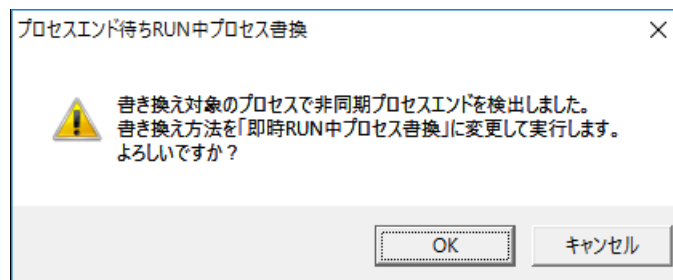 プロセスエンド待ちRUN中プロセス書換
書き換え対象のプロセスで非同期プロセスエンドを検出しました。
書き換え方法を「即時RUN中プロセス書換」に変更して実行します。
よろしいですか？
OK
キャンセル